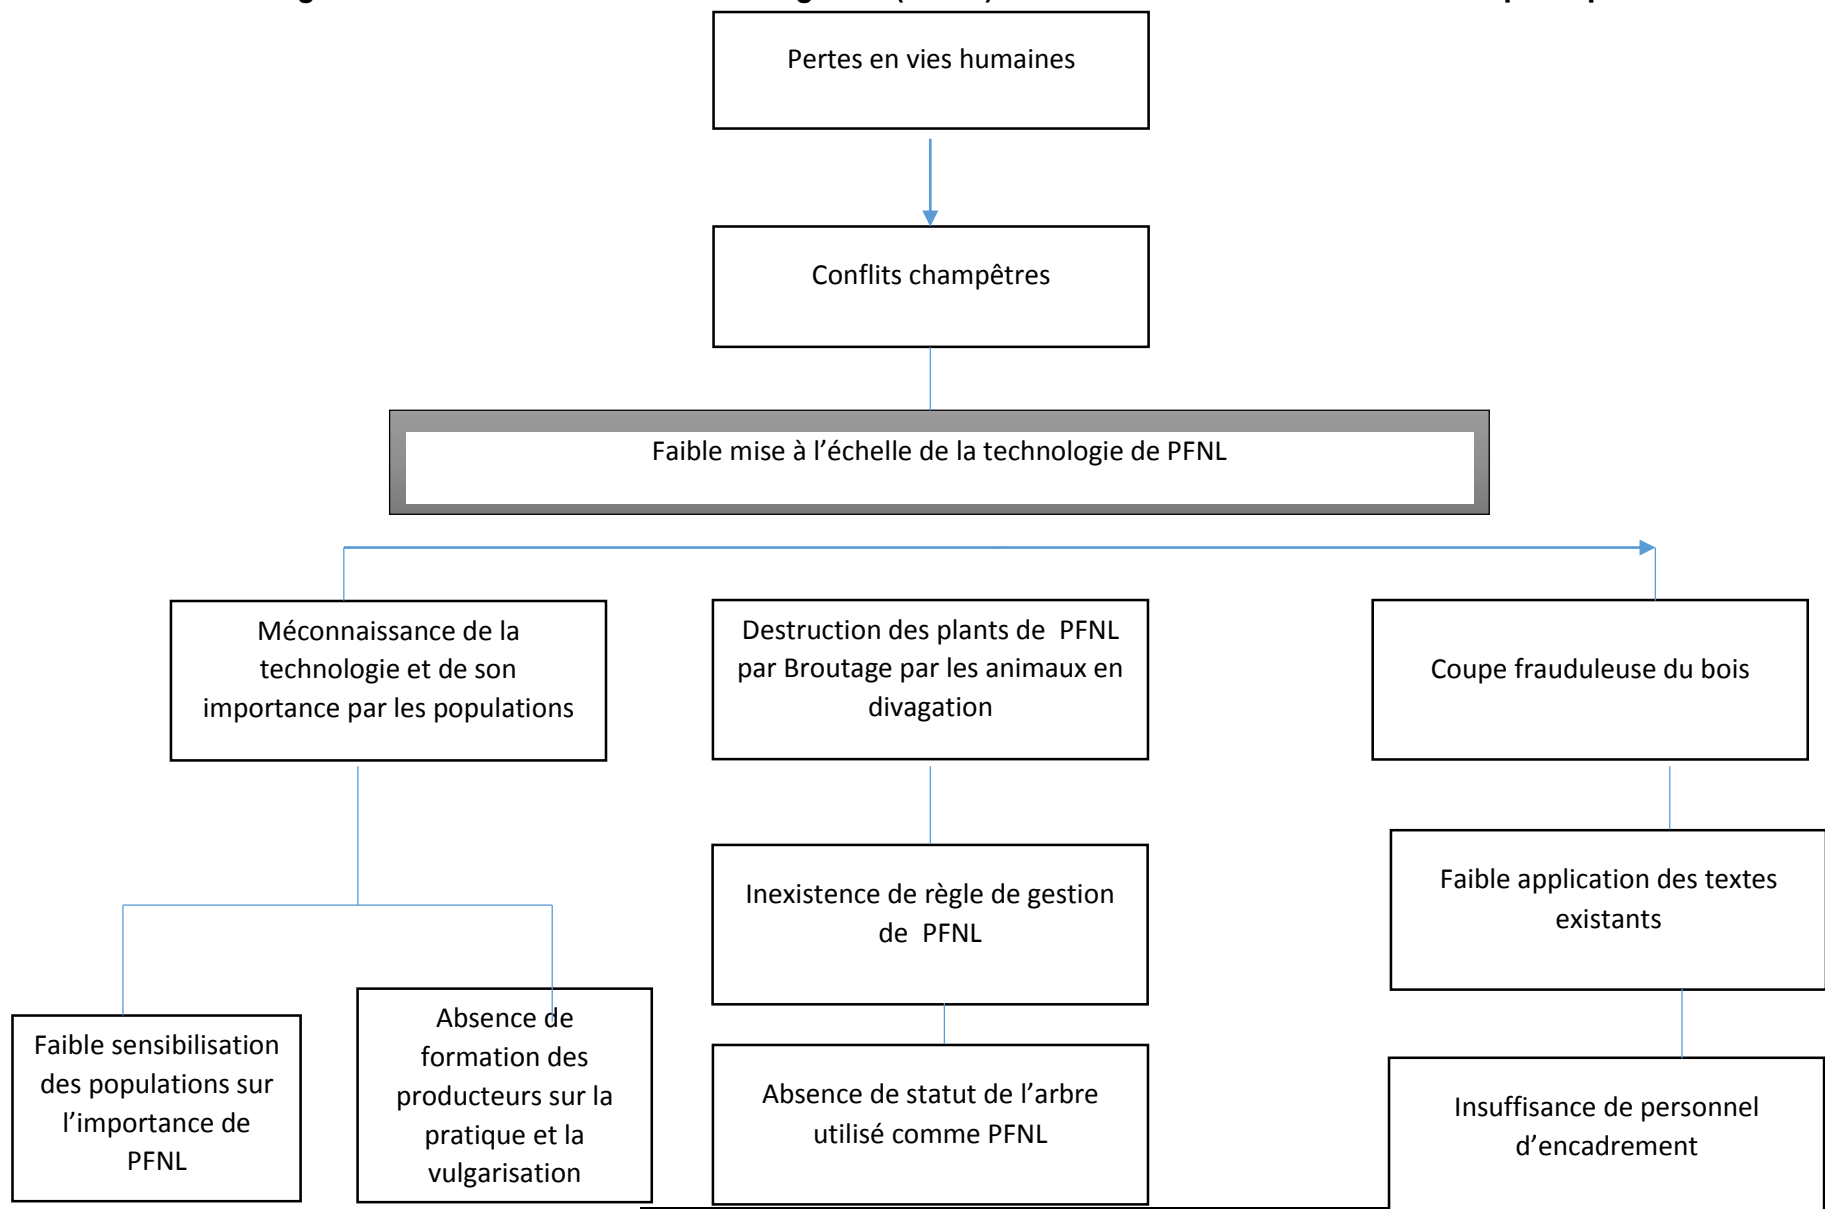 Pertes en vies humaines
Conflits champêtres
Faible mise à l’échelle de la technologie de PFNL
Méconnaissance de la
technologie et de son
importance par les populations
Destruction des plants de PFNL
par Broutage par les animaux en
divagation
Coupe frauduleuse du bois
Inexistence de règle de gestion
de PFNL
Faible application des textes
existants
Faible sensibilisation
des populations sur
l’importance de
PFNL
Absence de
formation des
producteurs sur la
pratique et la
vulgarisation
Absence de statut de l’arbre
utilisé comme PFNL
Insuffisance de personnel
d’encadrement